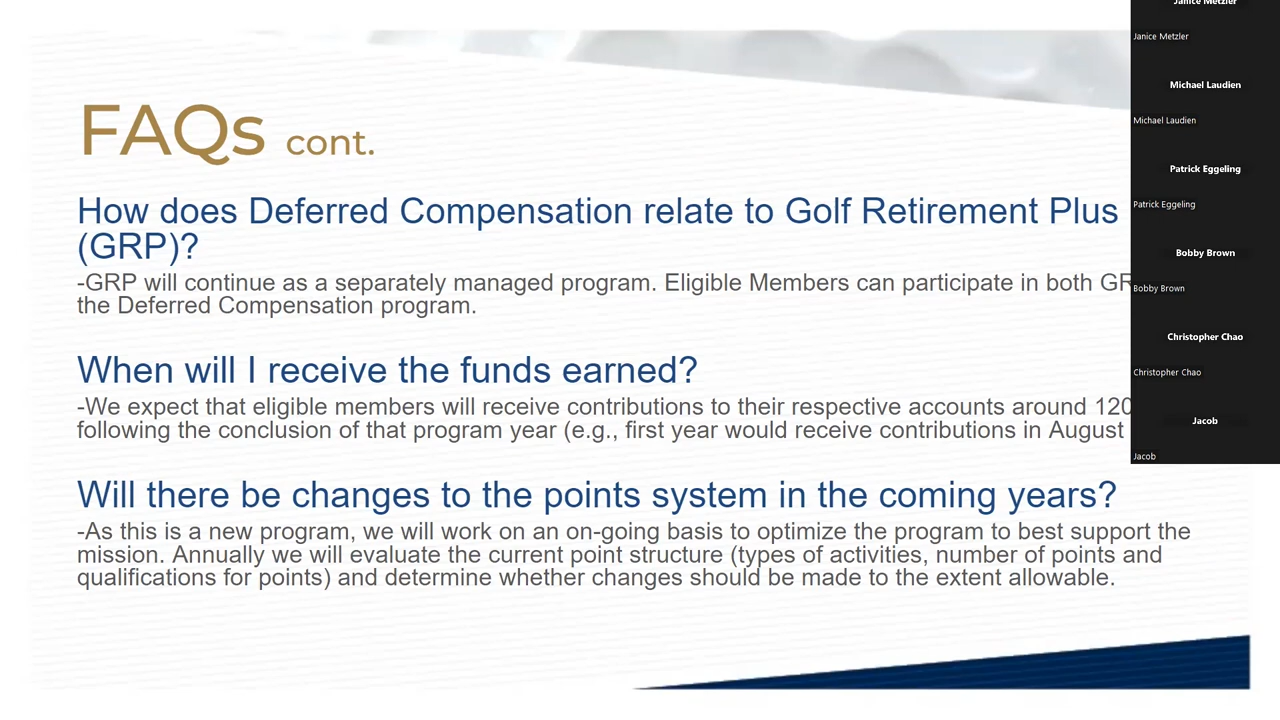 FAQs cont.
How does Deferred Compensation relate to Golf Retirement Plus
(GRP)?
-GRP will continue as a separately managed program. Eligible Members can participate in both
the Deferred Compensation program.
When will I receive the funds earned?
-We expect that eligible members will receive contributions to their respective accounts around 120
following the conclusion of that program year (e.g., first year would receive contributions in August
Will there be changes to the points system in the coming years?
-As this is a new program, we will work on an on-going basis to optimize the program to best support the
mission. Annually we will evaluate the current point structure (types of activities, number of points and
qualifications for points) and determine whether changes should be made to the extent allowable.
Janice Metzler
Janice Metzler
Michael Laudien
Michael Laudien
Patrick Eggeling
Patrick Eggeling
Bobby Brown
Bobby Brown
Christopher Chao
Christopher Chao
Jacob
Jacob